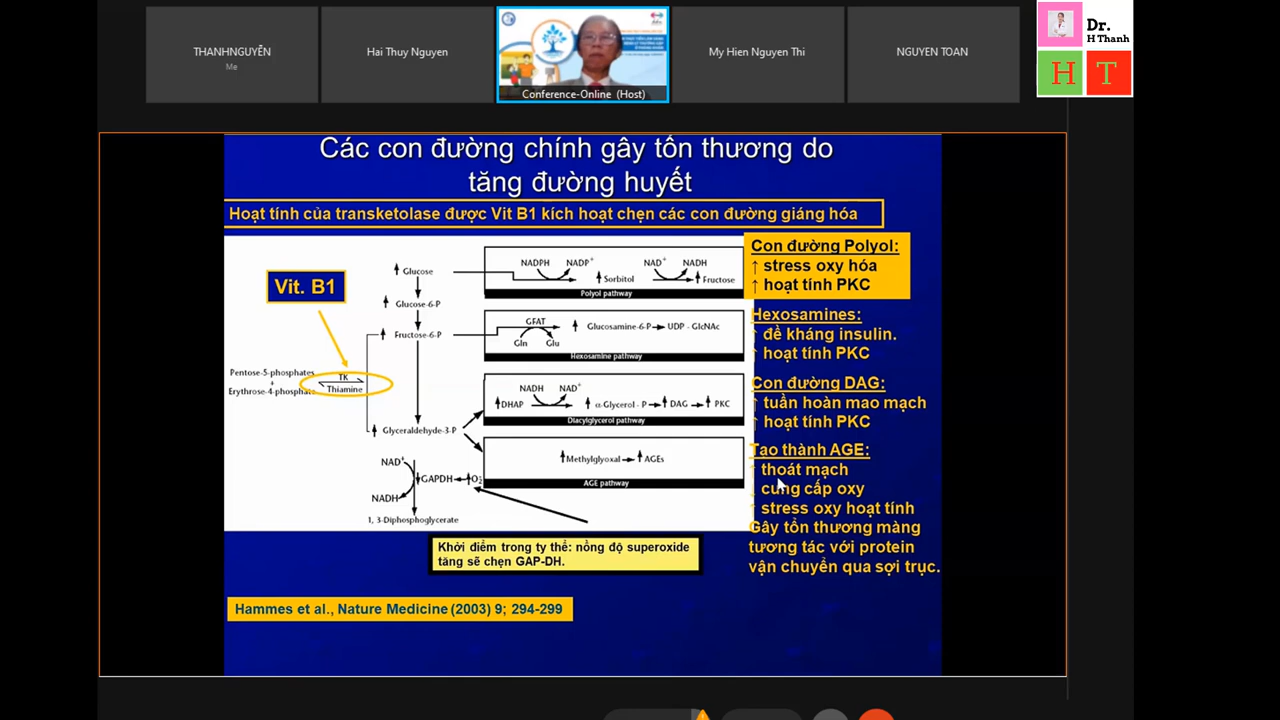 THANHNGUYỄN
Me
Hai Thuy Nguyen
Conference-Online (Host)
My Hien Nguyen Thi
NGUYEN TOAN
Dr.
H Thanh
H T
Các con đường chính gây tổn thương do
tăng đường huyết
Hoạt tính của transketolase được Vit B1 kích hoạt chẹn các con đường giáng hóa
Vit. B1
Pentose-5-phosphates
+
Erythrose-4-phosphate
TK
Thiamine
↑ Glucose
↑ Glucose-6-P
↑ Fructose-6-P
↑ Glyceraldehyde-3-P
NAD+
NADH
↓GAPDH ← ↑O2-
1, 3-Diphosphoglycerate
NADPH NADP+ NAD+ NADH
↑ Sorbitol ↑ Fructose
Polyol pathway
GFAT
Gln Glu
↑ Glucosamine-6-P → UDP - GlcNAc
Hexosamine pathway
NADH NAD+
↑DHAP ↑ α-Glycerol - P → ↑ DAG → ↑ PKC
Diacylglycerol pathway
↑Methylglyoxal → ↑ AGEs
AGE pathway
Con đường Polyol:
↑ stress oxy hóa
↑ hoạt tính PKC
Hexosamines:
↑ đề kháng insulin.
↑ hoạt tính PKC
Con đường DAG:
↑ tuần hoàn mao mạch
↑ hoạt tính PKC
Tao thành AGE:
↑ thoát mạch
↓ cung cấp oxy
↑ stress oxy hoạt tính
Gây tổn thương màng
tương tác với protein
vận chuyển qua sợi trục.
Khởi điểm trong ty thể: nồng độ superoxide
tăng sẽ chẹn GAP-DH.
Hammes et al., Nature Medicine (2003) 9; 294-299